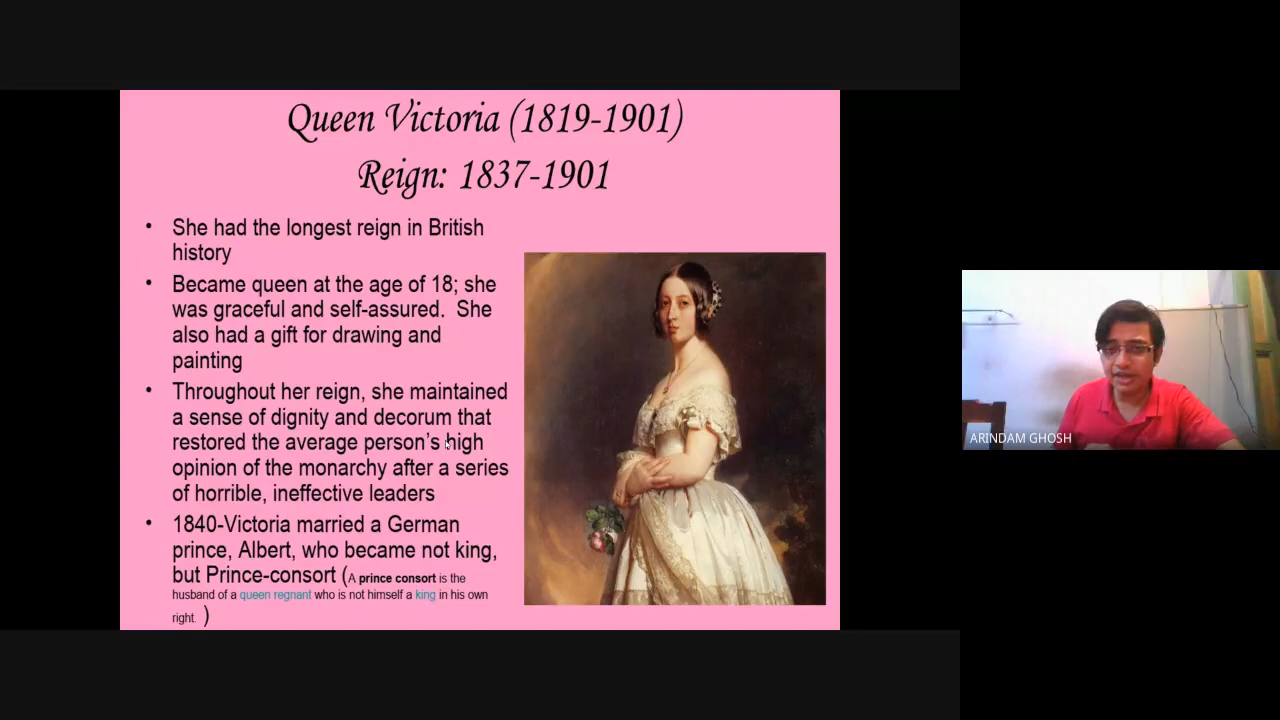 Queen Victoria (1819-1901)
Reign: 1837-1901
• She had the longest reign in British
history
• Became queen at the age of 18; she
was graceful and self-assured.  She
also had a gift for drawing and
painting
• Throughout her reign, she maintained
a sense of dignity and decorum that
restored the average person’s high
opinion of the monarchy after a series
of horrible, ineffective leaders
• 1840-Victoria married a German
prince, Albert, who became not king,
but Prince-consort (A prince consort is the
husband of a queen regnant who is not himself a king in his own
right. )
ARINDAM GHOSH